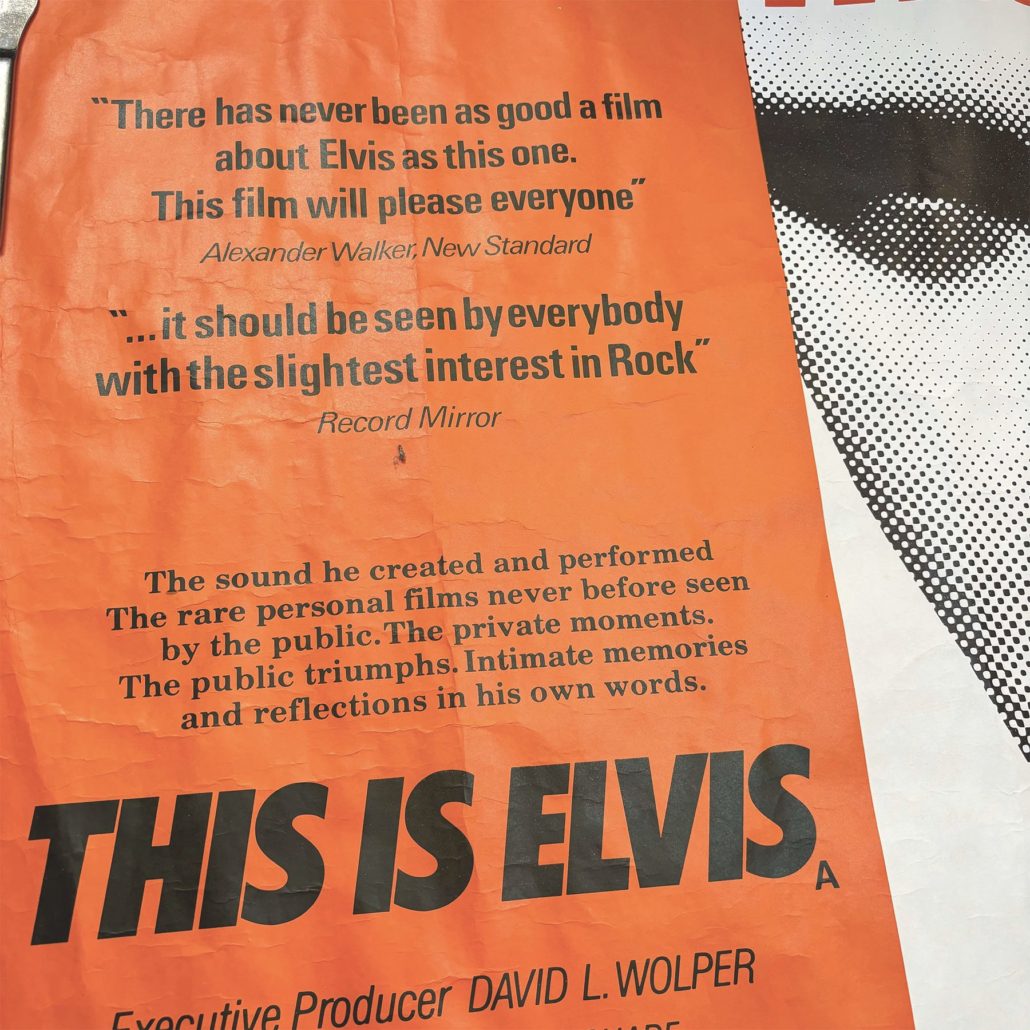 "There has never been as good a film
about Elvis as this one.
This film will please everyone"
Alexander Walker, New Standard
"...it should be seen by everybody
with the slightest interest in Rock"
Record Mirror
The sound he created and performed
The rare personal films never before seen
by the public. The private moments.
The public triumphs. Intimate memories
and reflections in his own words.
THIS IS ELVIS A
Executive Producer DAVID L. WOLPER